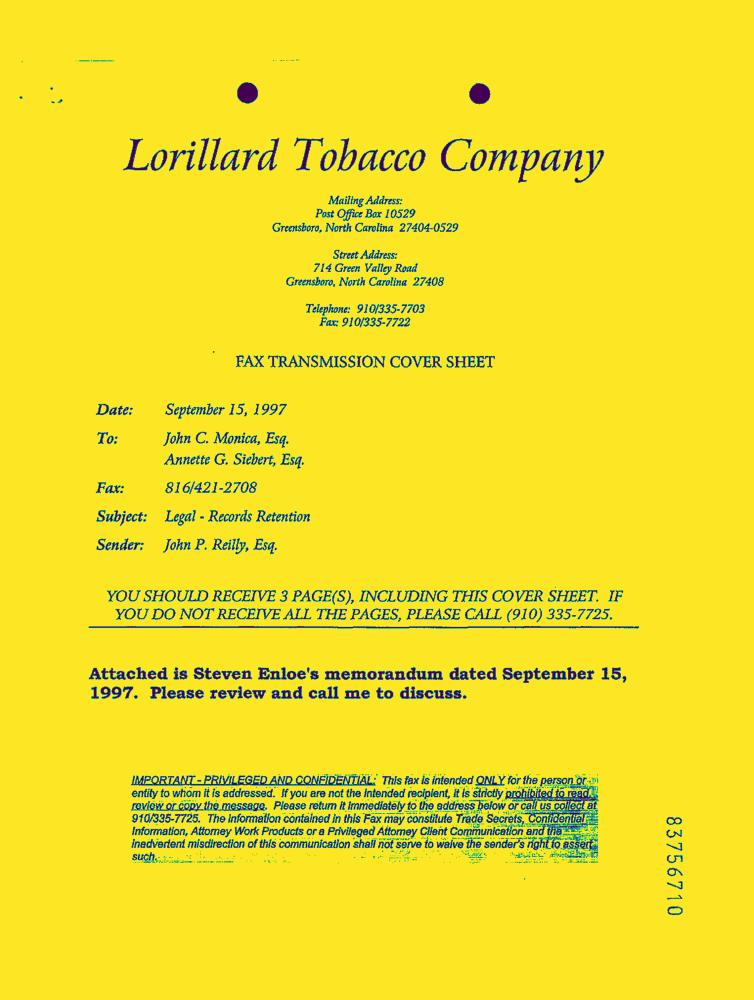 Lorillard Tobacco Company
Mailing Address:
Post Office Box 10529
Greensboro, North Carolina 27404-0529
Street Address:
714 Green Valley Road
Greensboro, North Carolina 27408
Telephone: 910/335-7703
Fax: 910/335-7722
FAX TRANSMISSION COVER SHEET
Date: September 15, 1997
To: John C. Monica, Esq.
Annette G. Siebert, Esq.
Fax: 816/421-2708
Subject: Legal - Records Retention
Sender: John P. Reilly, Esq.
YOU SHOULD RECEIVE 3 PAGE(S), INCLUDING THIS COVER SHEET. IF
YOU DO NOT RECEIVE ALL THE PAGES, PLEASE CALL (910) 335-7725.
Attached is Steven Enloe's memorandum dated September 15,
1997. Please review and call me to discuss.
IMPORTANT - PRIVILEGED AND CONFIDENTIAL: This fax is intended ONLY for the person or
entity to whom it is addressed. If you are not the intended recipient, it is strictly prohibited to read,
review or copy the message. Please return it immediately to the address below or call us collect at
910/335-7725. The information contained in this Fax may constitute Trade Secrets, Confidential
Information, Attorney Work Products or a Privileged Attorney Client Communication and the
inadvertent misdirection of this communication shall not serve to waive the sender's right to assert
such.
83756710